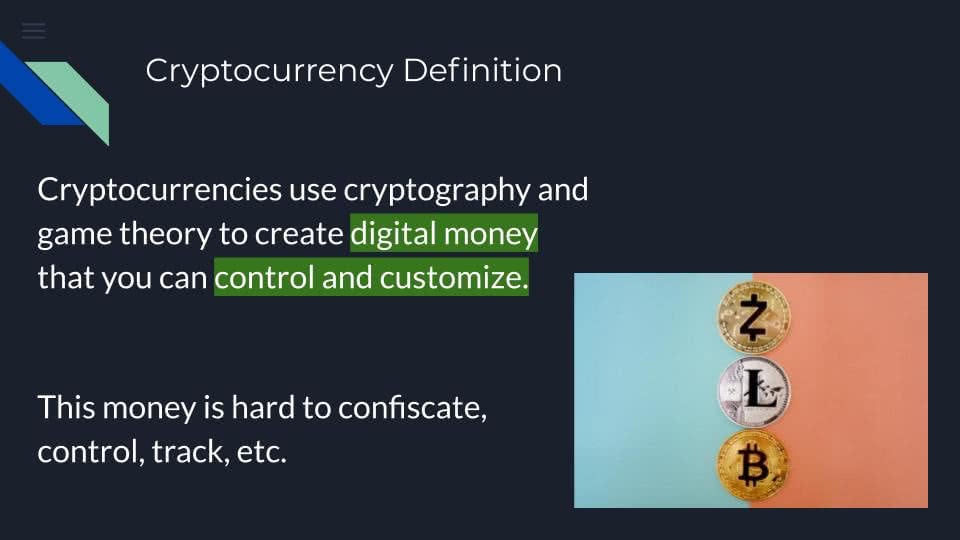 Cryptocurrency Definition
Cryptocurrencies use cryptography and
game theory to create digital money
that you can control and customize.
This money is hard to confiscate,
control, track, etc.
Z
L
B